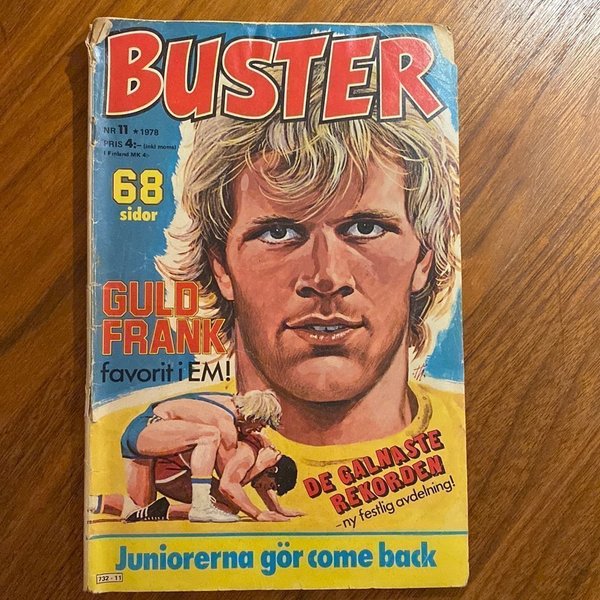 BUSTER
NR 11 ★ 1978
PRIS 4:- (inkl moms)
I Finland MK 4:-
68
sidor
GULD
FRANK
favorit i EM!
DE GALNASTE
REKORDEN
-ny festlig avdelning!
Juniorerna gör come back
732-11